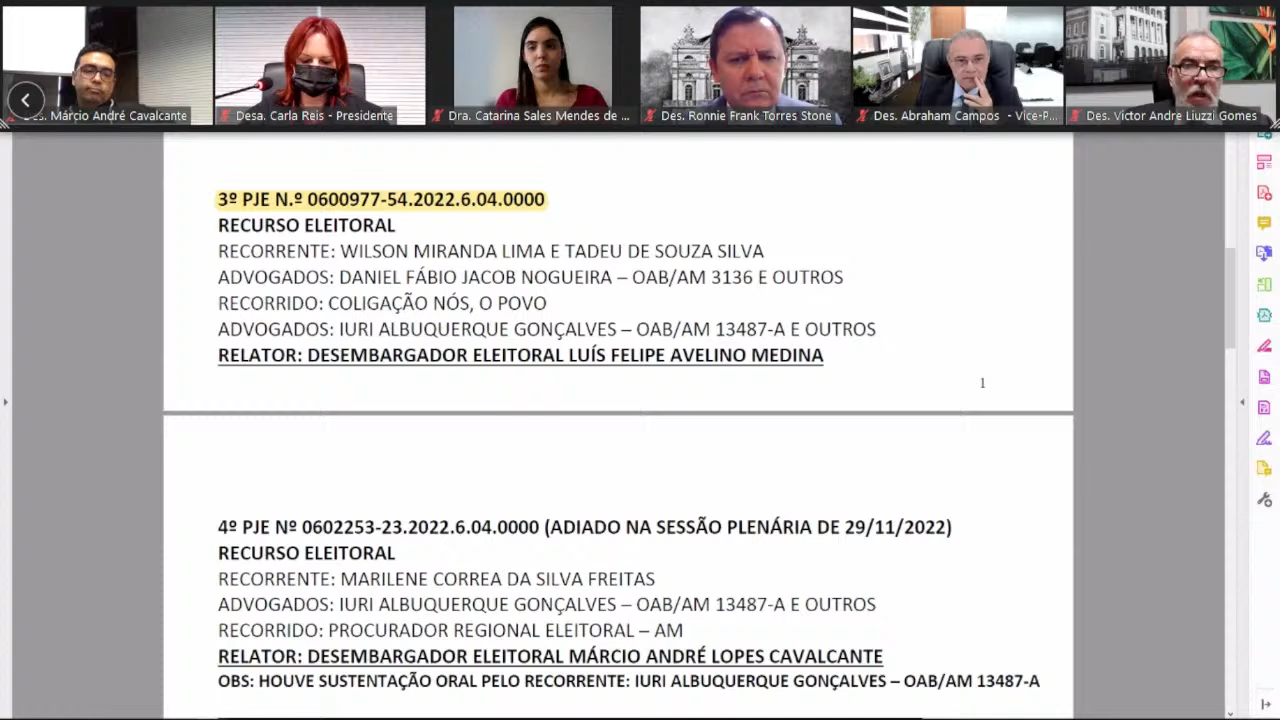 es. Márcio André Cavalcante
Desa. Carla Reis - Presidente
Dra. Catarina Sales Mendes de ...
Des. Ronnie Frank Torres Stone
Des. Abraham Campos - Vice-P...
Des. Víctor Andre Liuzzi Gomes
3º PJE N.º 0600977-54.2022.6.04.0000
RECURSO ELEITORAL
RECORRENTE: WILSON MIRANDA LIMA E TADEU DE SOUZA SILVA
ADVOGADOS: DANIEL FÁBIO JACOB NOGUEIRA – OAB/AM 3136 E OUTROS
RECORRIDO: COLIGAÇÃO NÓS, O POVO
ADVOGADOS: IURI ALBUQUERQUE GONÇALVES – OAB/AM 13487-A E OUTROS
RELATOR: DESEMBARGADOR ELEITORAL LUÍS FELIPE AVELINO MEDINA
1
4º PJE Nº 0602253-23.2022.6.04.0000 (ADIADO NA SESSÃO PLENÁRIA DE 29/11/2022)
RECURSO ELEITORAL
RECORRENTE: MARILENE CORREA DA SILVA FREITAS
ADVOGADOS: IURI ALBUQUERQUE GONÇALVES – OAB/AM 13487-A E OUTROS
RECORRIDO: PROCURADOR REGIONAL ELEITORAL – AM
RELATOR: DESEMBARGADOR ELEITORAL MÁRCIO ANDRÉ LOPES CAVALCANTE
OBS: HOUVE SUSTENTAÇÃO ORAL PELO RECORRENTE: IURI ALBUQUERQUE GONÇALVES – OAB/AM 13487-A